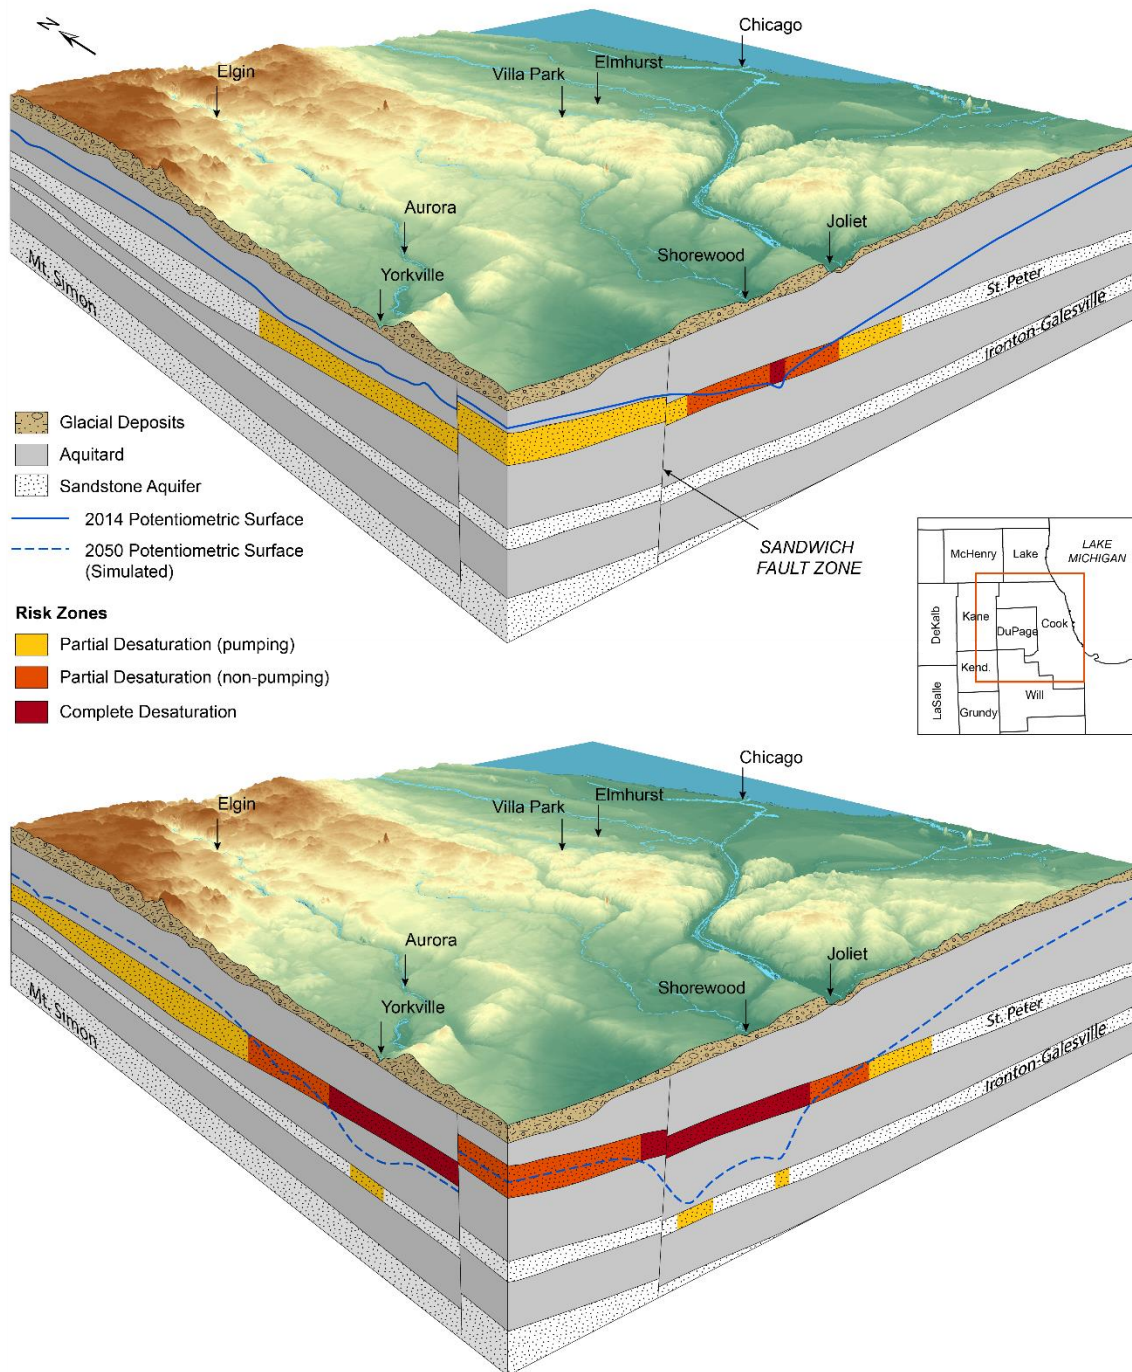 N
Chicago
Elgin
Villa Park
Elmhurst
Aurora
Yorkville
Shorewood
Joliet
Mt. Simon
St. Peter
Ironton-Galesville
Glacial Deposits
Aquitard
Sandstone Aquifer
2014 Potentiometric Surface
2050 Potentiometric Surface
(Simulated)
SANDWICH
FAULT ZONE
Risk Zones
Partial Desaturation (pumping)
Partial Desaturation (non-pumping)
Complete Desaturation
McHenry
Lake
LAKE
MICHIGAN
DeKalb
Kane
Cook
DuPage
Kend.
LaSalle
Will
Grundy
Chicago
Elgin
Villa Park
Elmhurst
Aurora
Yorkville
Shorewood
Joliet
Mt. Simon
St. Peter
Ironton-Galesville